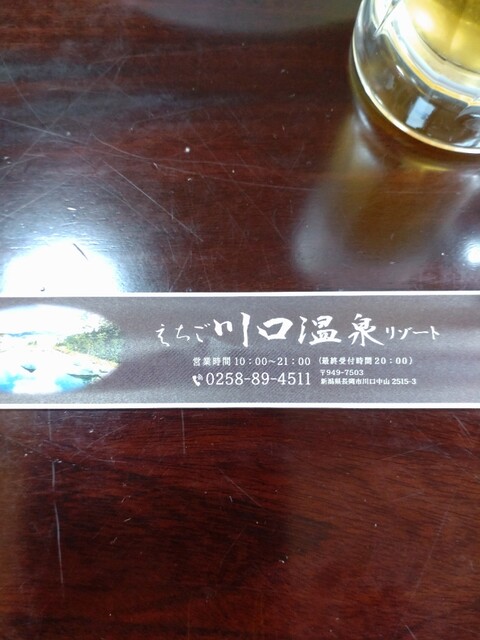 えちご川口温泉リゾート
営業時間 10:00～21:00 (最終受付時間20:00)
0258-89-4511
〒949-7503
新潟県長岡市川口中山 2515-3